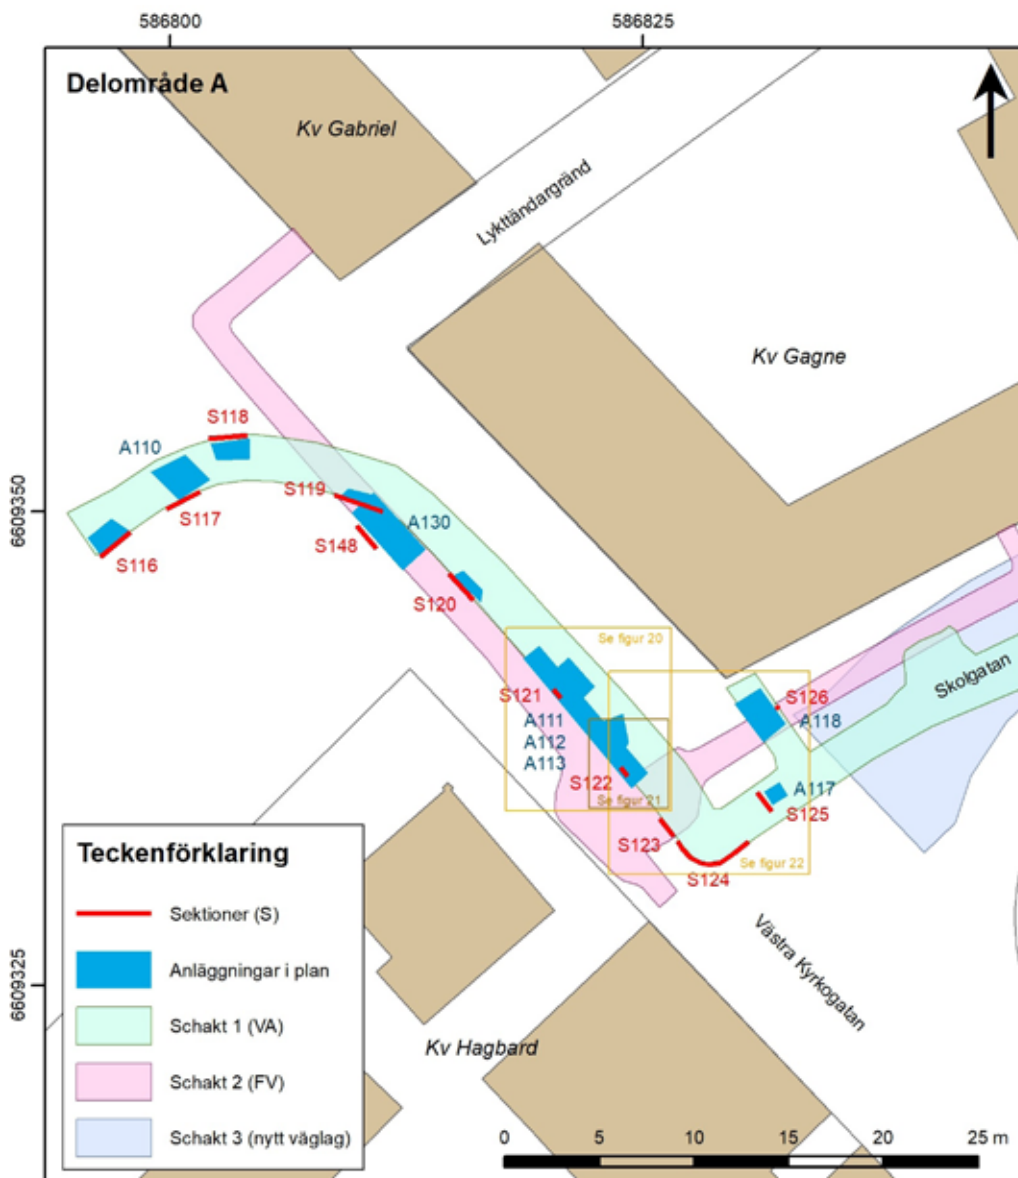 586800
586825
Delområde A
Kv Gabriel
Lykttändargränd
Kv Gagne
S118
A110
6609350
S119
A130
S117
S148
S116
S120
Se figur 20
Skolgatan
S121
S126
A111
A118
A112
A113
S122
A117
Se figur 21
S125
S123
Se figur 22
S124
Västra Kyrkogatan
6609325
Kv Hagbard
Teckenförklaring
Sektioner (S)
Anläggningar i plan
Schakt 1 (VA)
Schakt 2 (FV)
Schakt 3 (nytt väglag)
0 5 10 15 20 25 m